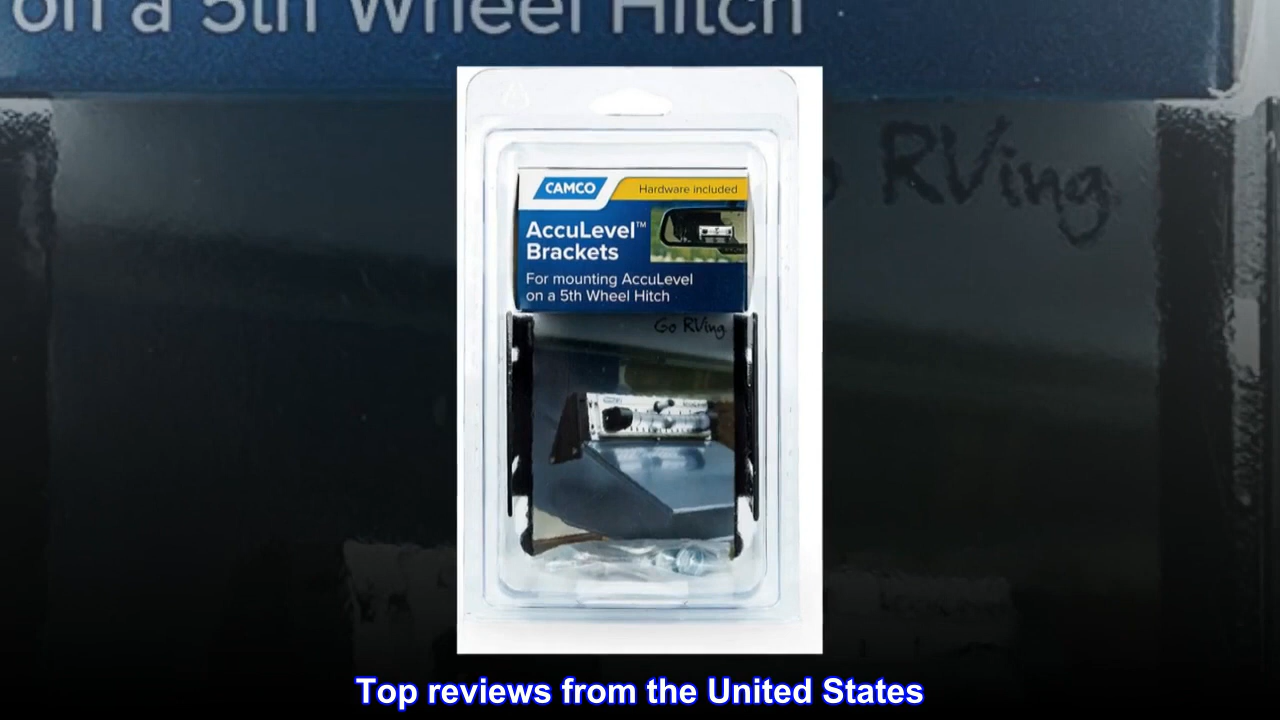 on a 5th Wheel Hitch
RVing
CAMCO
Hardware included
AccuLevel™
Brackets
For mounting AccuLevel
on a 5th Wheel Hitch
Go RVing
Top reviews from the United States